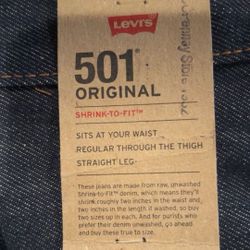 Levi's
501®
ORIGINAL
SHRINK-TO-FIT™
SITS AT YOUR WAIST
REGULAR THROUGH THE THIGH
STRAIGHT LEG
These jeans are made from raw, unwashed
Shrink-to-Fit™ denim, which means they'll
shrink roughly two inches in the waist and
two inches in the length if washed, so buy
two sizes up in each. And for purists who
prefer their denim unwashed, go ahead
and buy these true to size.